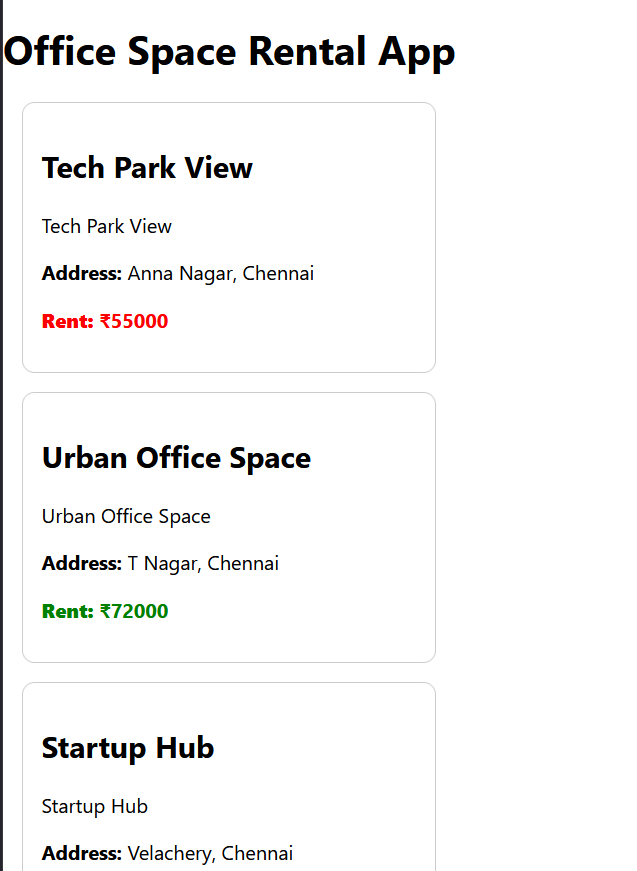 Office Space Rental App
Tech Park View
Tech Park View
Address: Anna Nagar, Chennai
Rent: ₹55000
Urban Office Space
Urban Office Space
Address: T Nagar, Chennai
Rent: ₹72000
Startup Hub
Startup Hub
Address: Velachery, Chennai